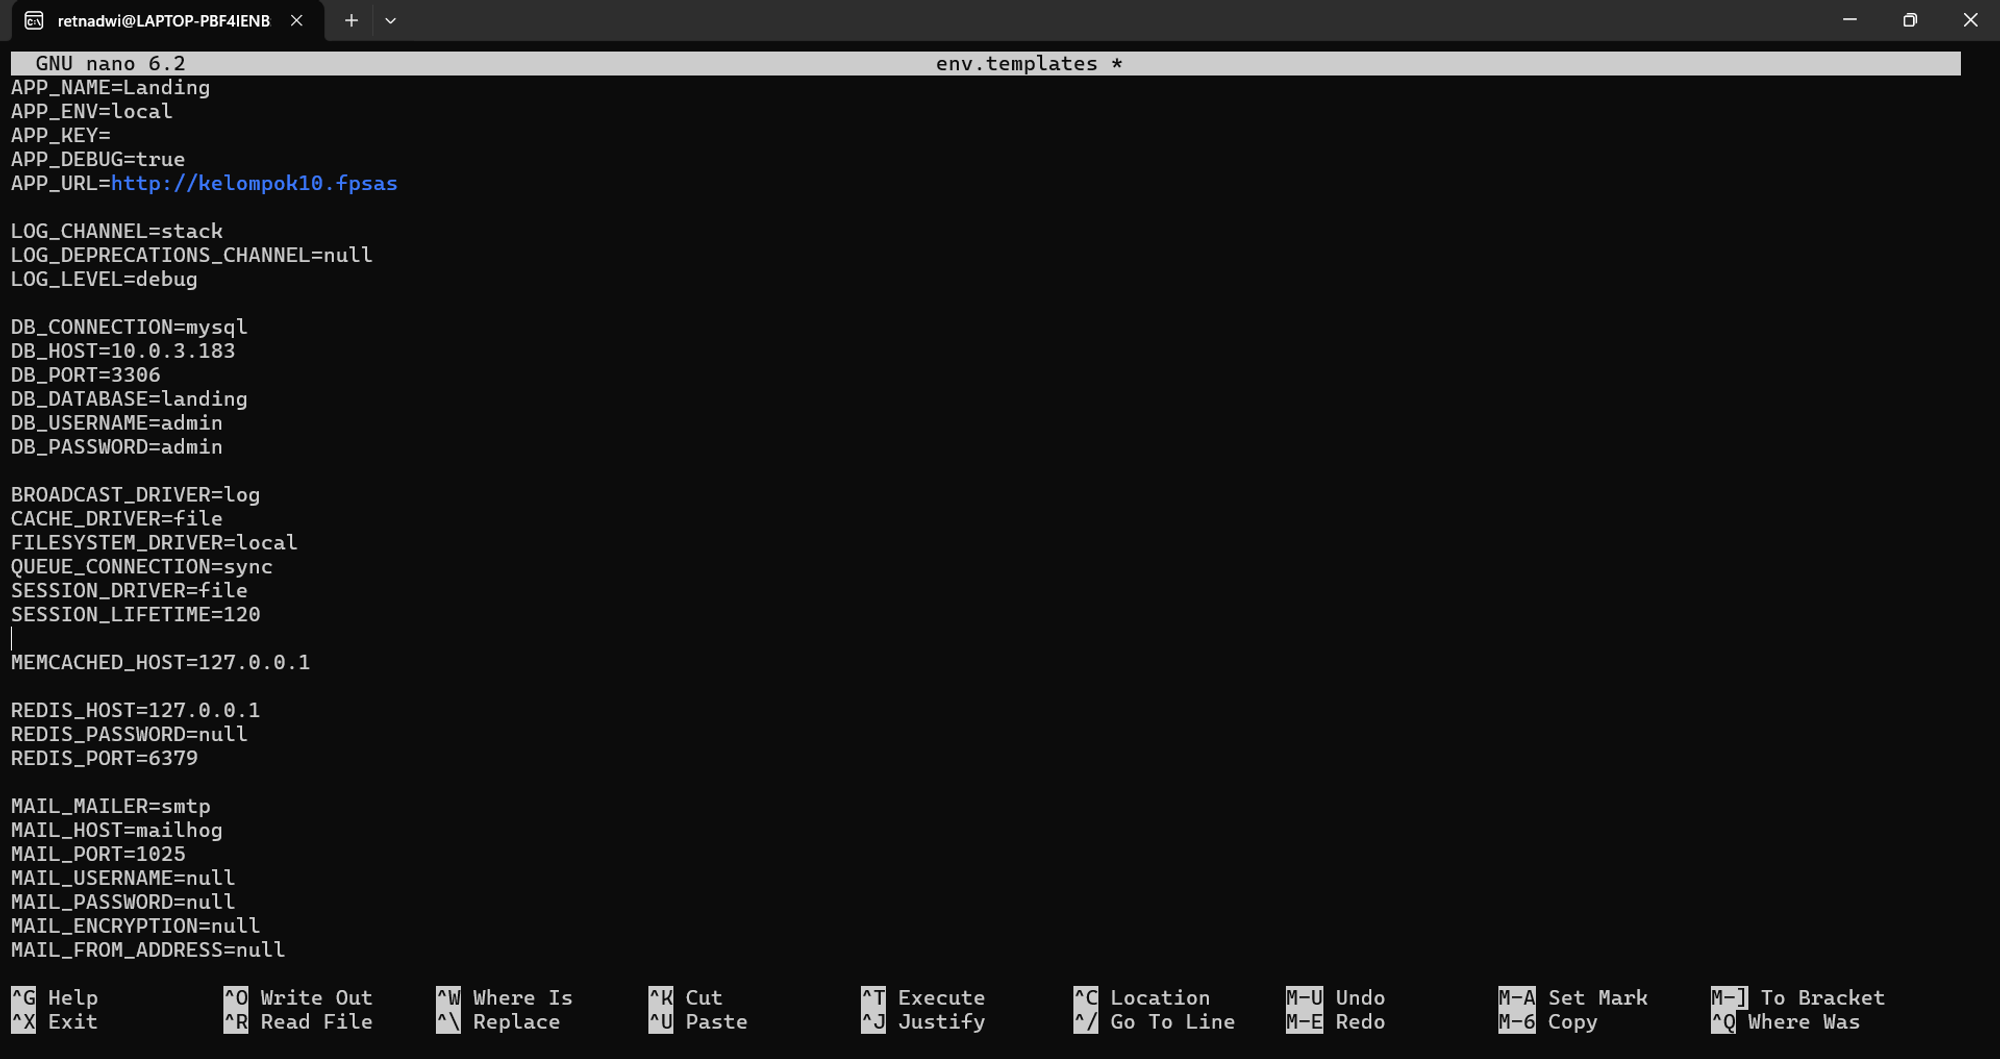 retnadwi@LAPTOP-PBF4IENB
GNU nano 6.2 env.templates *
APP_NAME=Landing
APP_ENV=local
APP_KEY=
APP_DEBUG=true
APP_URL=http://kelompok10.fpsas
LOG_CHANNEL=stack
LOG_DEPRECATIONS_CHANNEL=null
LOG_LEVEL=debug
DB_CONNECTION=mysql
DB_HOST=10.0.3.183
DB_PORT=3306
DB_DATABASE=landing
DB_USERNAME=admin
DB_PASSWORD=admin
BROADCAST_DRIVER=log
CACHE_DRIVER=file
FILESYSTEM_DRIVER=local
QUEUE_CONNECTION=sync
SESSION_DRIVER=file
SESSION_LIFETIME=120
MEMCACHED_HOST=127.0.0.1
REDIS_HOST=127.0.0.1
REDIS_PASSWORD=null
REDIS_PORT=6379
MAIL_MAILER=smtp
MAIL_HOST=mailhog
MAIL_PORT=1025
MAIL_USERNAME=null
MAIL_PASSWORD=null
MAIL_ENCRYPTION=null
MAIL_FROM_ADDRESS=null
^G Help ^O Write Out ^W Where Is ^K Cut ^T Execute ^C Location M-U Undo M-A Set Mark M-] To Bracket
^X Exit ^R Read File ^\ Replace ^U Paste ^J Justify ^/ Go To Line M-E Redo M-6 Copy ^Q Where Was